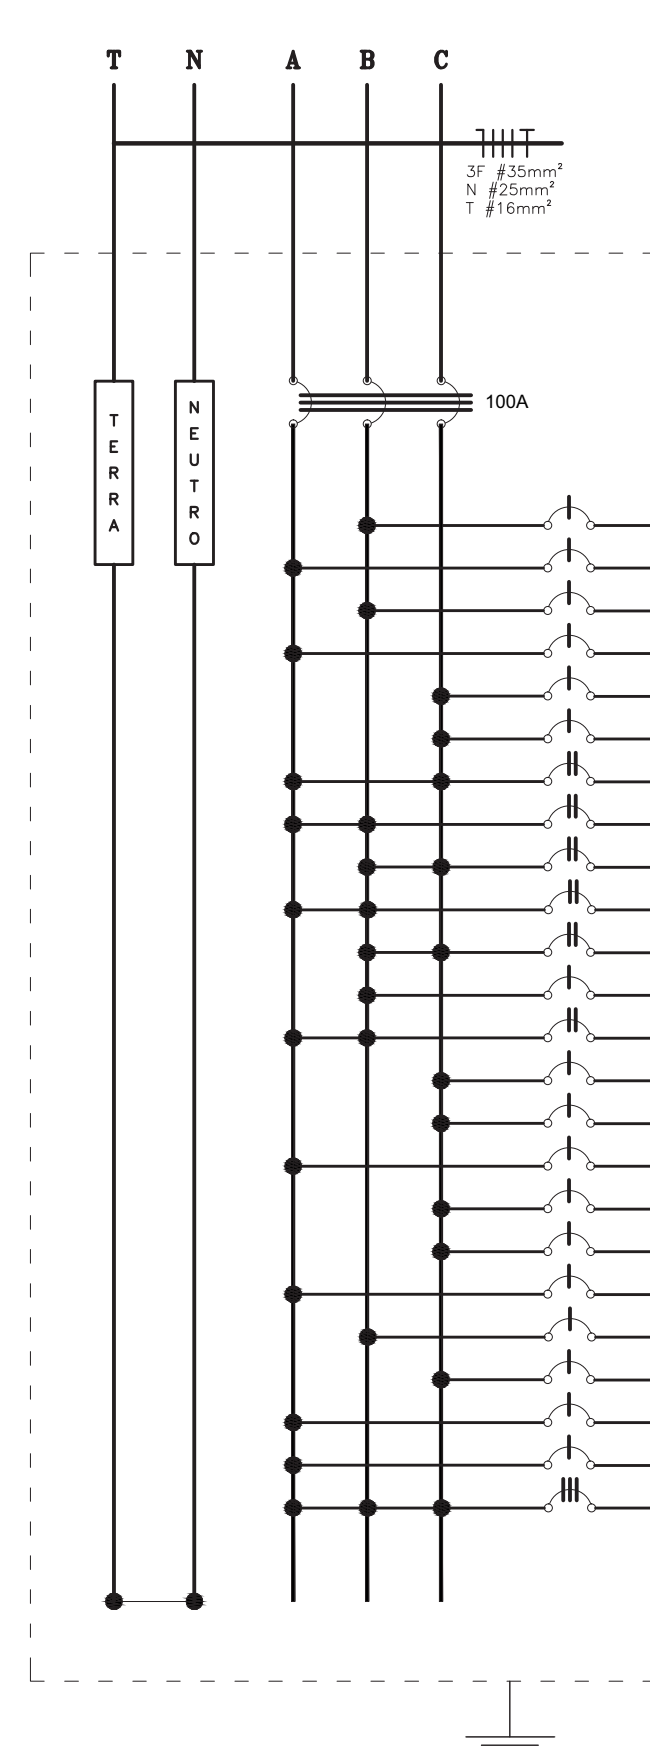 T N A B C
3F #35mm²
N #25mm²
T #16mm²
100A
TERRA
NEUTRO